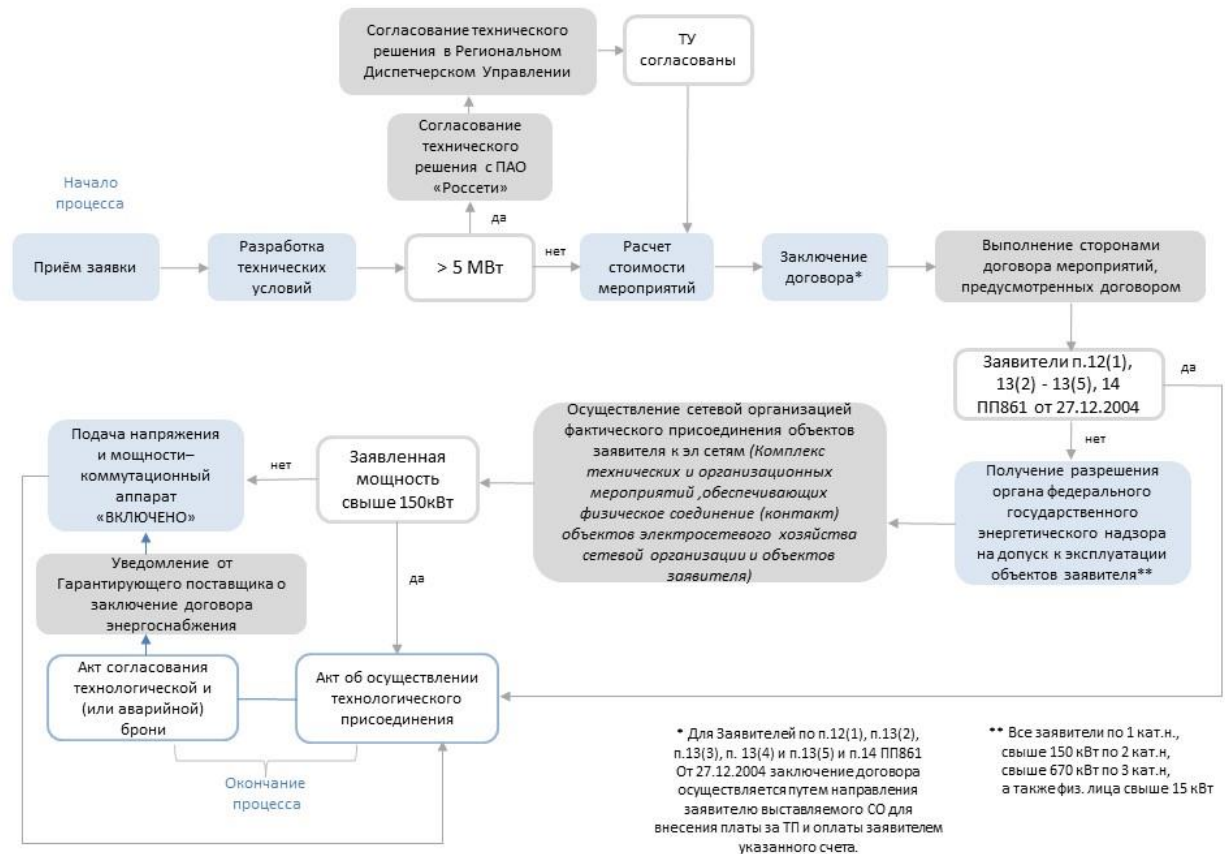 Согласование технического
решения в Региональном
Диспетчерском Управлении
ТУ
согласованы
Согласование
технического
решения с ПАО
«Россети»
Начало
процесса
да
Приём заявки
Разработка
технических
условий
> 5 МВт
нет
Расчет
стоимости
мероприятий
Заключение
договора*
Выполнение сторонами
договора мероприятий,
предусмотренных договором
Заявители п.12(1),
13(2) - 13(5), 14
ПП861 от 27.12.2004
да
нет
Подача напряжения
и мощности–
коммутационный
аппарат
«ВКЛЮЧЕНО»
нет
Заявленная
мощность
свыше 150кВт
Осуществление сетевой организацией
фактического присоединения объектов
заявителя к эл сетям (Комплекс
технических и организационных
мероприятий ,обеспечивающих
физическое соединение (контакт)
объектов электросетевого хозяйства
сетевой организации и объектов
заявителя)
Получение разрешения
органа федерального
государственного
энергетического надзора
на допуск к эксплуатации
объектов заявителя**
да
Уведомление от
Гарантирующего поставщика о
заключение договора
энергоснабжения
Акт согласования
технологической и
(или аварийной)
брони
Акт об осуществлении
технологического
присоединения
Окончание
процесса
* Для Заявителей по п.12(1), п.13(2),
п.13(3), п. 13(4) и п.13(5) и п.14 ПП861
От 27.12.2004 заключение договора
осуществляется путем направления
заявителю выставляемого СО для
внесения платы за ТП и оплаты заявителем
указанного счета.
** Все заявители по 1 кат.н.,
свыше 150 кВт по 2 кат.н,
свыше 670 кВт по 3 кат.н,
а также физ. лица свыше 15 кВт